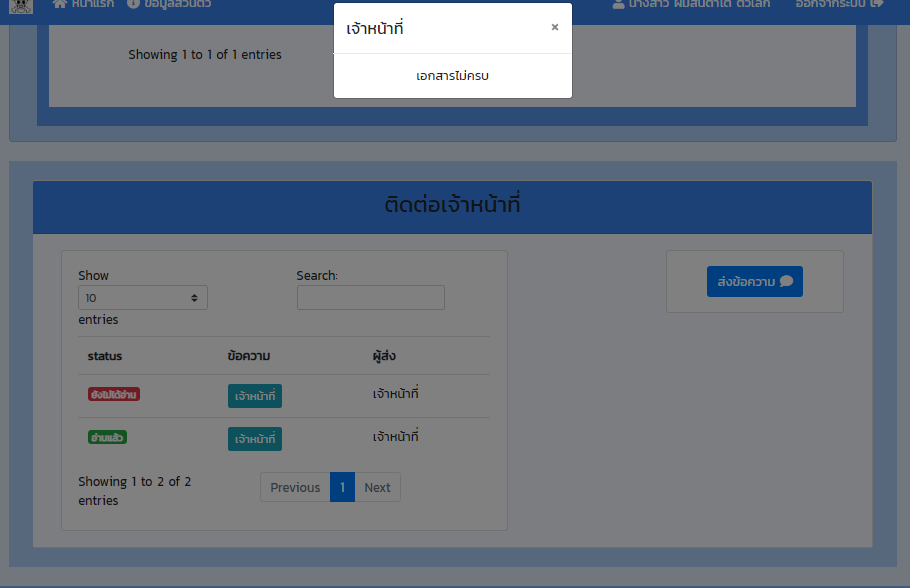 หน้าแรก ข้อมูลส่วนตัว
ออกจากระบบ
เจ้าหน้าที่ ×
เอกสารไม่ครบ
Showing 1 to 1 of 1 entries
ติดต่อเจ้าหน้าที่
Show
10
entries
Search:
ส่งข้อความ
status ข้อความ ผู้ส่ง
ยังไม่ได้อ่าน เจ้าหน้าที่ เจ้าหน้าที่
อ่านแล้ว เจ้าหน้าที่ เจ้าหน้าที่
Showing 1 to 2 of 2
entries
Previous 1 Next